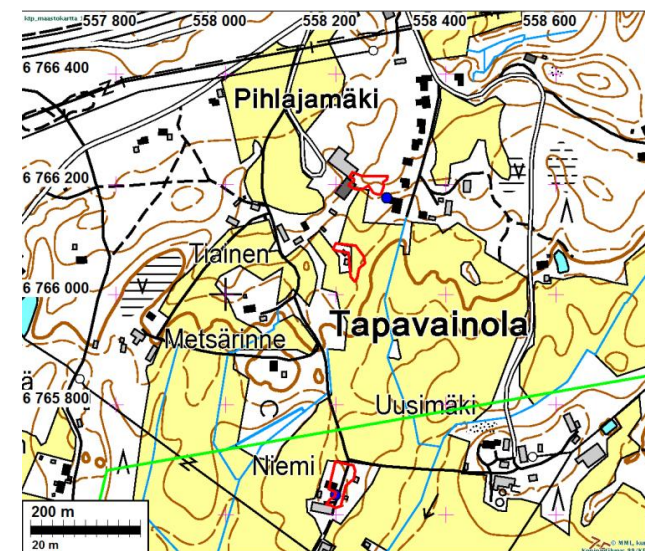 kdp_maastokartta
557 800 558 000 558 200 558 400 558 600
6 766 400
Pihlajamäki
6 766 200
Tiainen
6 766 000
Tapavainola
Metsärinne
6 765 800
Uusimäki
Niemi
200 m
20 m
© MML,